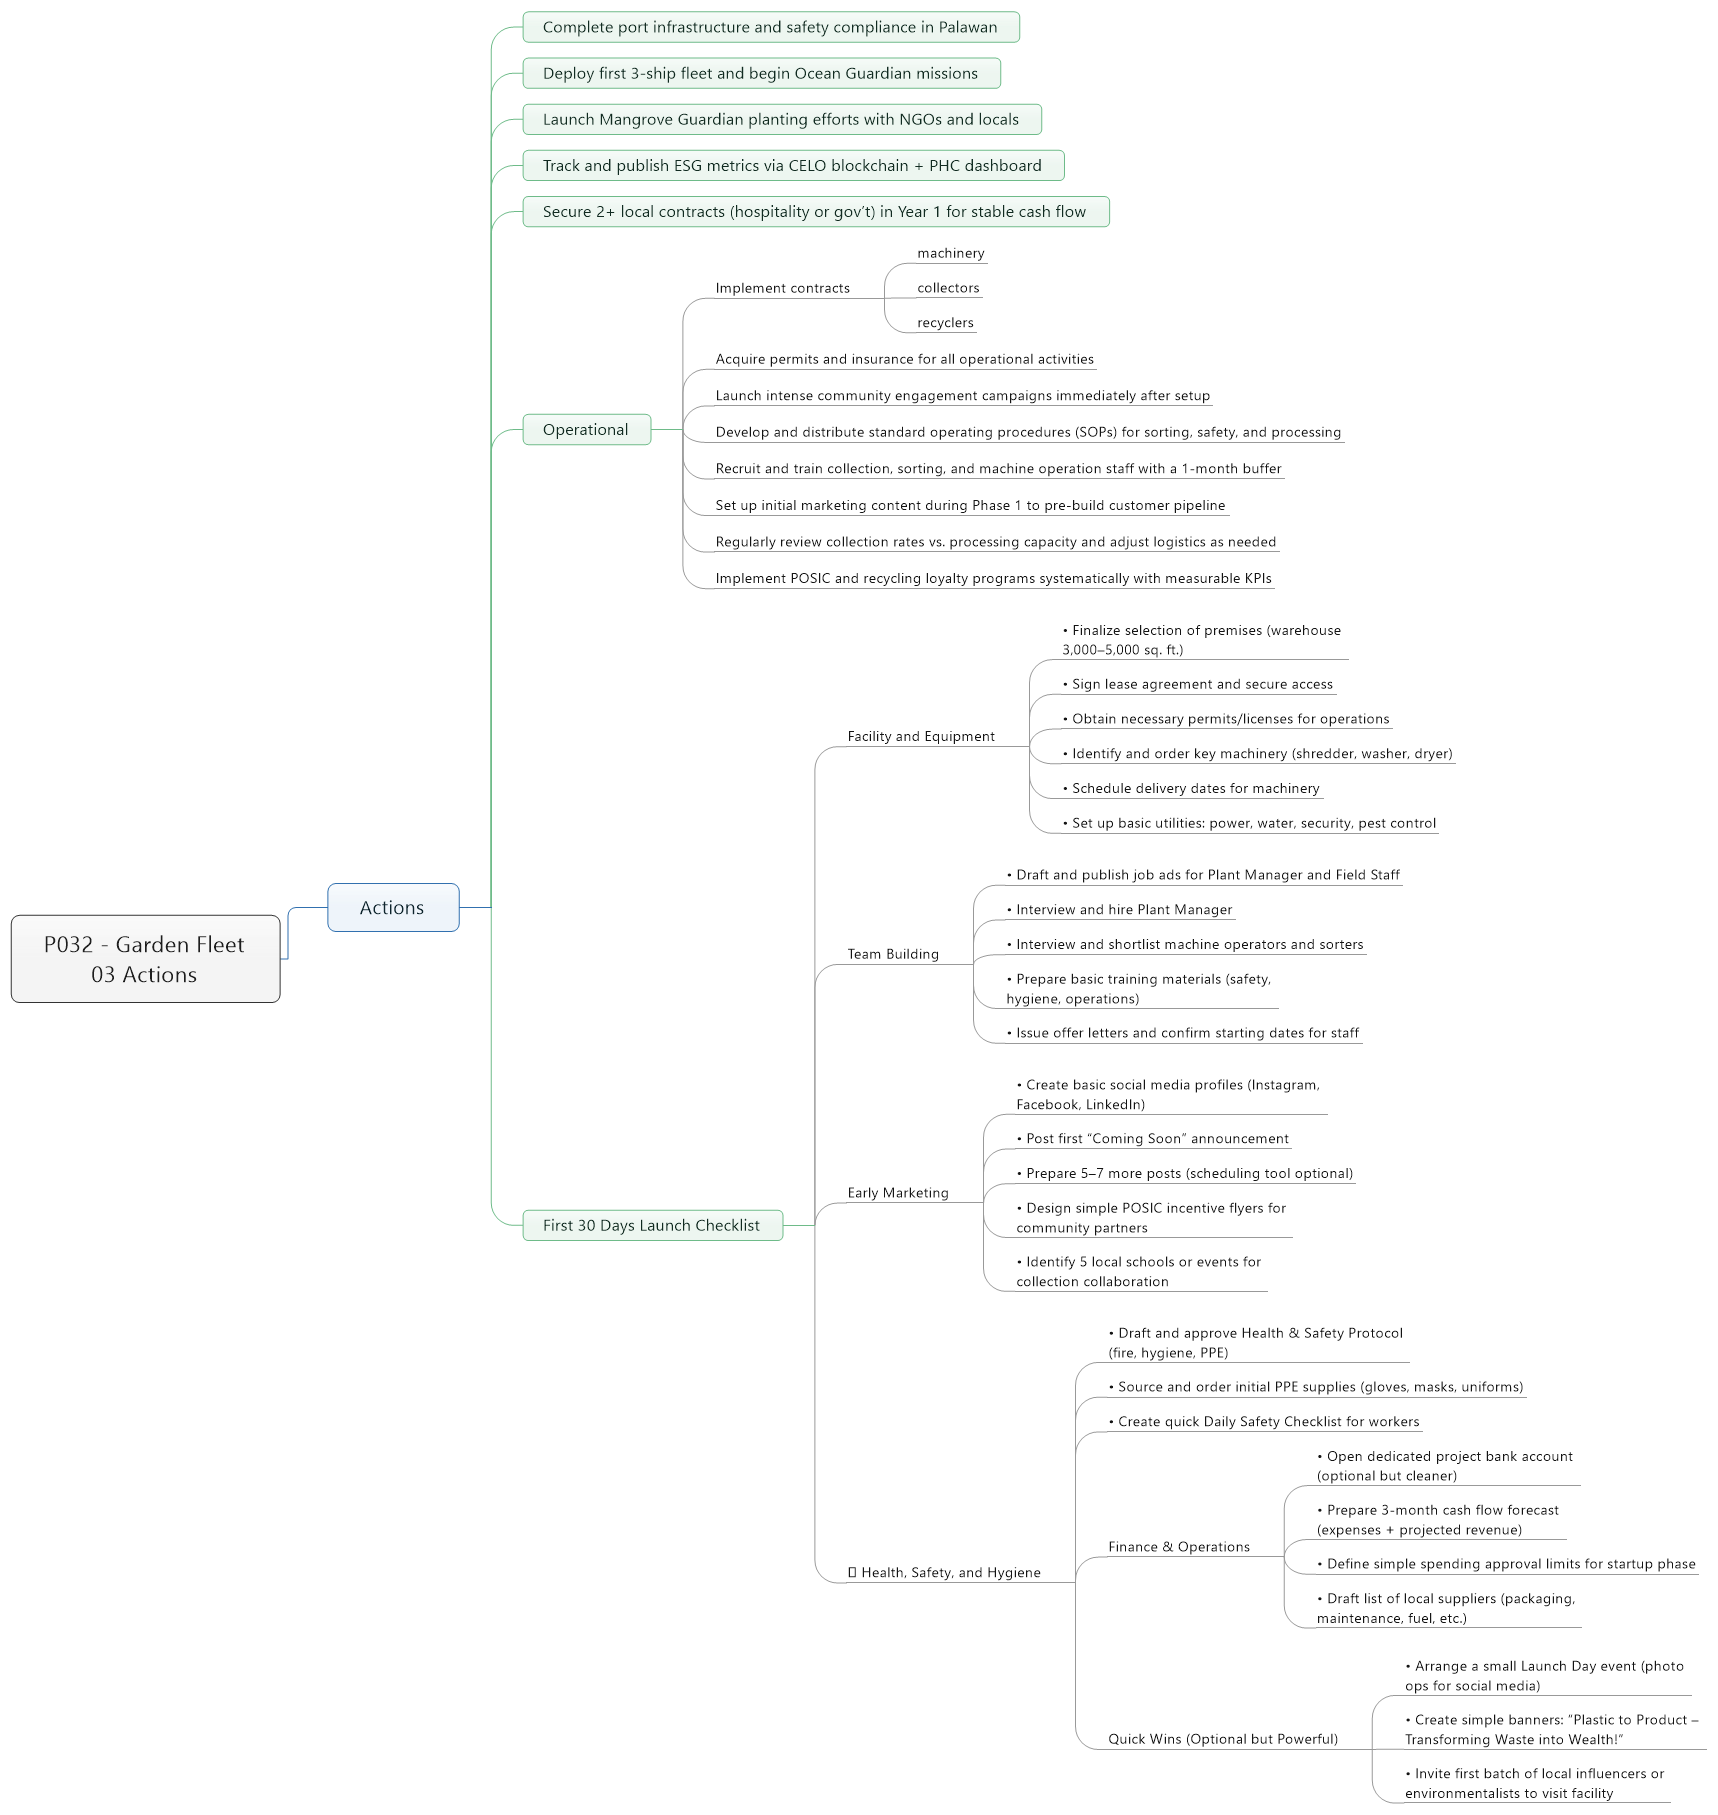 P032 - Garden Fleet
03 Actions
Actions
Complete port infrastructure and safety compliance in Palawan
Deploy first 3-ship fleet and begin Ocean Guardian missions
Launch Mangrove Guardian planting efforts with NGOs and locals
Track and publish ESG metrics via CELO blockchain + PHC dashboard
Secure 2+ local contracts (hospitality or gov’t) in Year 1 for stable cash flow
Operational
Implement contracts
machinery
collectors
recyclers
Acquire permits and insurance for all operational activities
Launch intense community engagement campaigns immediately after setup
Develop and distribute standard operating procedures (SOPs) for sorting, safety, and processing
Recruit and train collection, sorting, and machine operation staff with a 1-month buffer
Set up initial marketing content during Phase 1 to pre-build customer pipeline
Regularly review collection rates vs. processing capacity and adjust logistics as needed
Implement POSIC and recycling loyalty programs systematically with measurable KPIs
First 30 Days Launch Checklist
Facility and Equipment
• Finalize selection of premises (warehouse
3,000–5,000 sq. ft.)
• Sign lease agreement and secure access
• Obtain necessary permits/licenses for operations
• Identify and order key machinery (shredder, washer, dryer)
• Schedule delivery dates for machinery
• Set up basic utilities: power, water, security, pest control
Team Building
• Draft and publish job ads for Plant Manager and Field Staff
• Interview and hire Plant Manager
• Interview and shortlist machine operators and sorters
• Prepare basic training materials (safety,
hygiene, operations)
• Issue offer letters and confirm starting dates for staff
Early Marketing
• Create basic social media profiles (Instagram,
Facebook, LinkedIn)
• Post first “Coming Soon” announcement
• Prepare 5–7 more posts (scheduling tool optional)
• Design simple POSIC incentive flyers for
community partners
• Identify 5 local schools or events for
collection collaboration
Health, Safety, and Hygiene
• Draft and approve Health & Safety Protocol
(fire, hygiene, PPE)
• Source and order initial PPE supplies (gloves, masks, uniforms)
• Create quick Daily Safety Checklist for workers
Finance & Operations
• Open dedicated project bank account
(optional but cleaner)
• Prepare 3-month cash flow forecast
(expenses + projected revenue)
• Define simple spending approval limits for startup phase
• Draft list of local suppliers (packaging,
maintenance, fuel, etc.)
Quick Wins (Optional but Powerful)
• Arrange a small Launch Day event (photo
ops for social media)
• Create simple banners: “Plastic to Product –
Transforming Waste into Wealth!”
• Invite first batch of local influencers or
environmentalists to visit facility